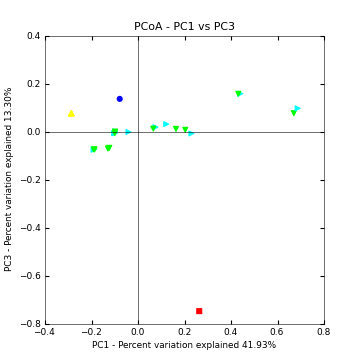 PCoA - PC1 vs PC3
0.4
0.2
0.0
−0.2
−0.4
−0.6
−0.8
PC3 - Percent variation explained 13.30%
−0.4 −0.2 0.0 0.2 0.4 0.6 0.8
PC1 - Percent variation explained 41.93%